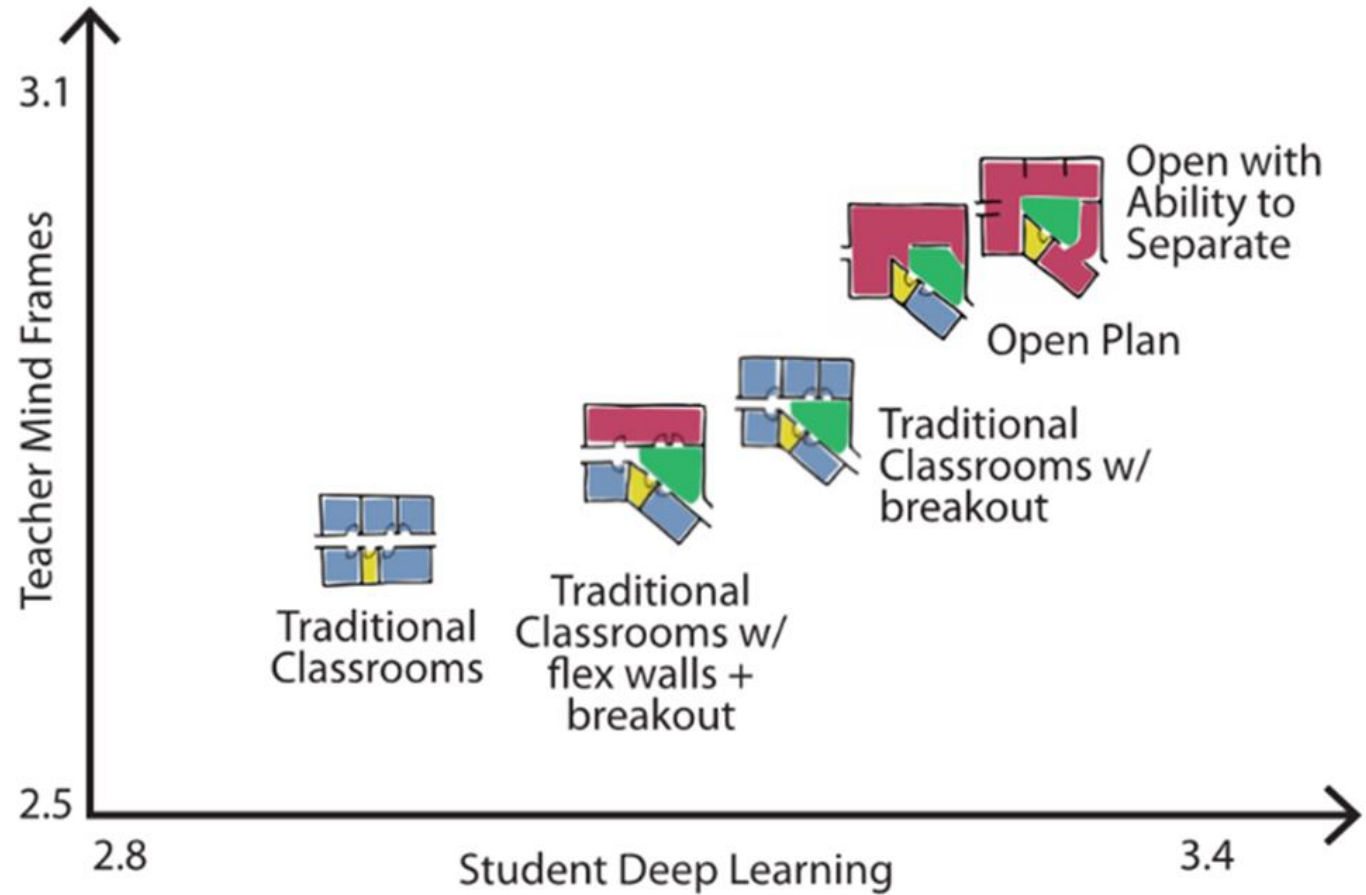 3.1
Teacher Mind Frames
2.5
2.8
Student Deep Learning
3.4
Traditional
Classrooms
Traditional
Classrooms w/
flex walls +
breakout
Traditional
Classrooms w/
breakout
Open Plan
Open with
Ability to
Separate